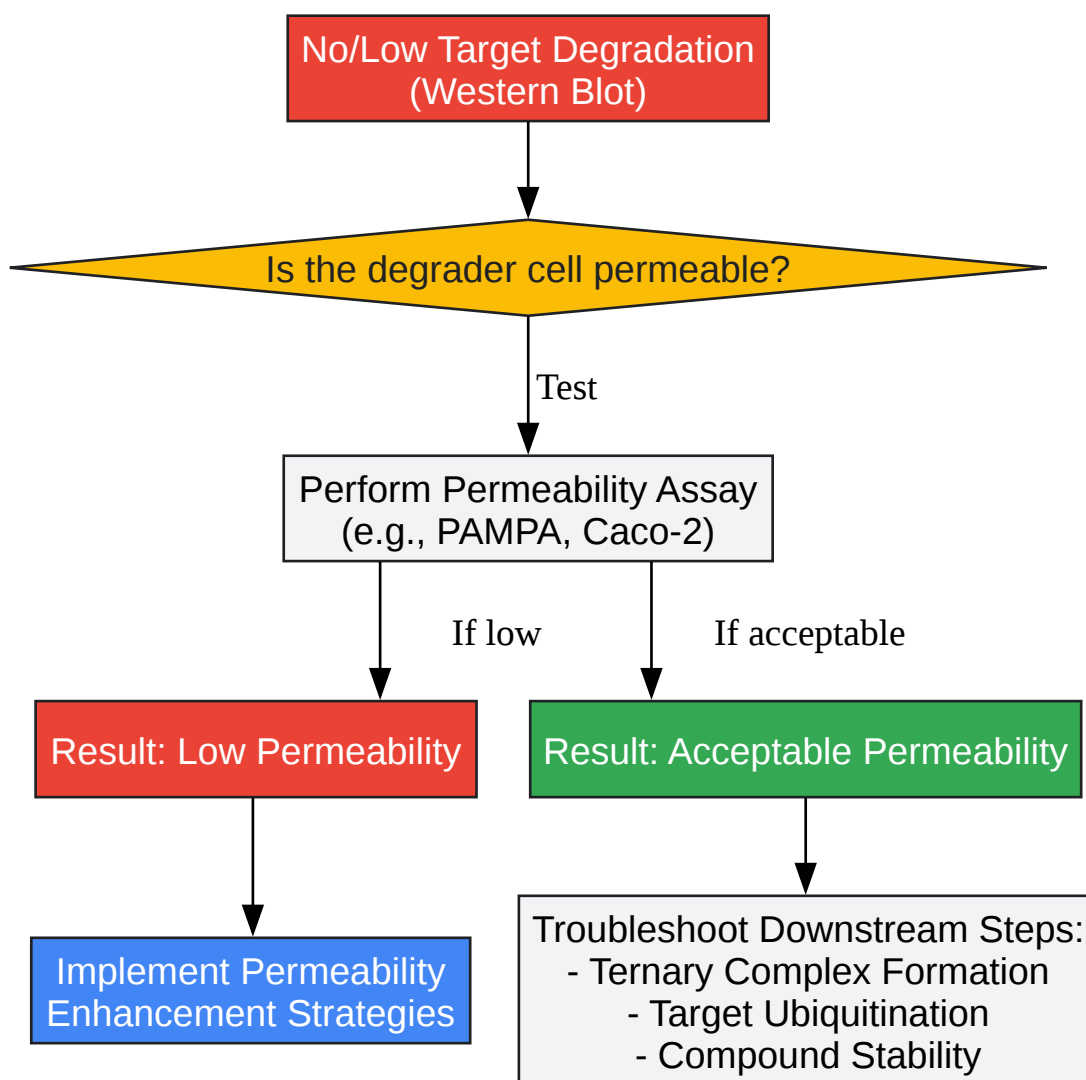 No/Low Target Degradation
(Western Blot)
Is the degrader cell permeable?
Test
Perform Permeability Assay
(e.g., PAMPA, Caco-2)
If low
If acceptable
Result: Low Permeability
Result: Acceptable Permeability
Implement Permeability
Enhancement Strategies
Troubleshoot Downstream Steps:
- Ternary Complex Formation
- Target Ubiquitination
- Compound Stability